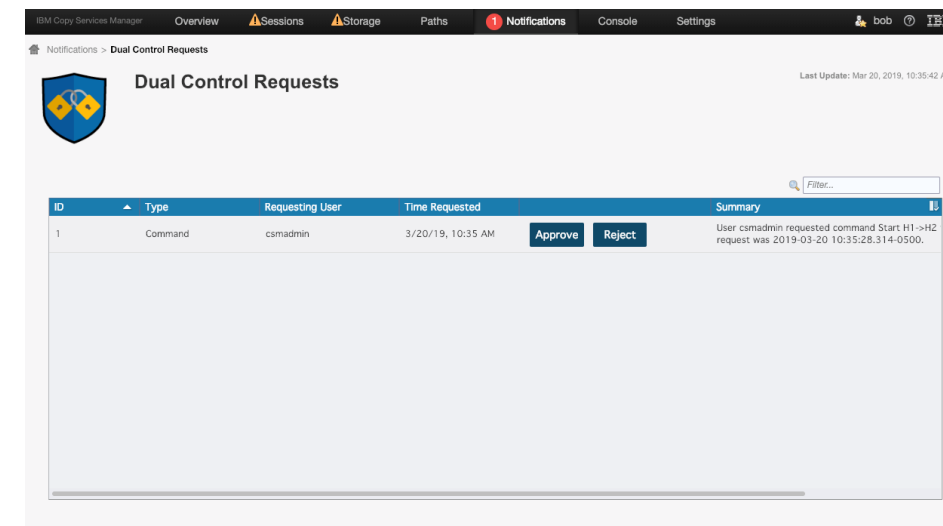 IBM Copy Services Manager Overview Sessions Storage Paths 1 Notifications Console Settings bob
Notifications > Dual Control Requests
Dual Control Requests
Last Update: Mar 20, 2019, 10:35:42
Filter...
ID Type Requesting User Time Requested Summary
1 Command csmadmin 3/20/19, 10:35 AM Approve Reject User csmadmin requested command Start H1->H2
request was 2019-03-20 10:35:28.314-0500.